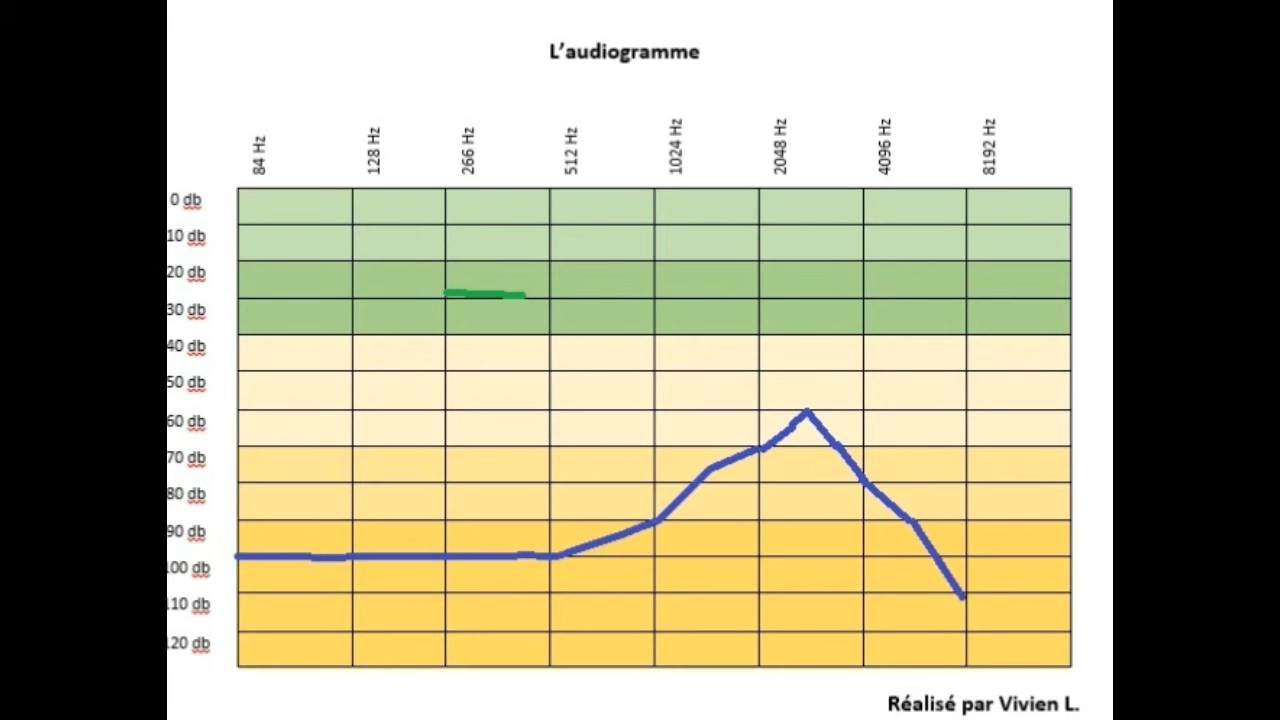 L'audiogramme
84 Hz
128 Hz
266 Hz
512 Hz
1024 Hz
2048 Hz
4096 Hz
8192 Hz
0 db
10 db
20 db
30 db
40 db
50 db
60 db
70 db
80 db
90 db
100 db
110 db
120 db
Réalisé par Vivien L.